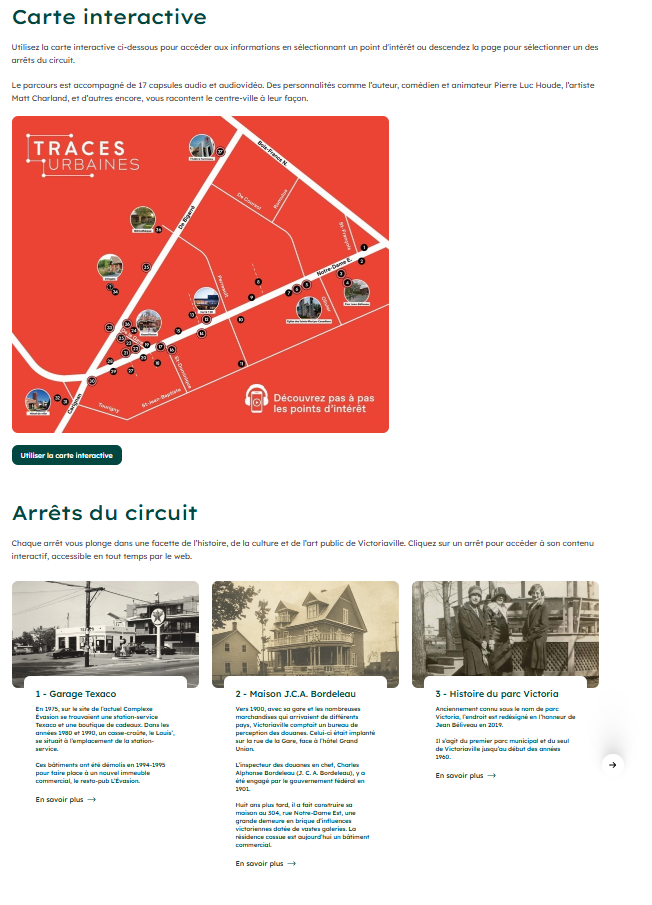 Carte interactive
Utilisez la carte interactive ci-dessous pour accéder aux informations en sélectionnant un point d'intérêt ou descendez la page pour sélectionner un des
arrêts du circuit.
Le parcours est accompagné de 17 capsules audio et audiovidéo. Des personnalités comme l'auteur, comédien et animateur Pierre Luc Houde, l'artiste
Matt Charland, et d'autres encore, vous racontent le centre-ville à leur façon.
TRACES
URBAINES
Bois-Francs N.
De Courval
Romulus
De Bigarré
St-François
Notre-Dame E.
Perreault
Olivier
St-Dominique
St-Jean-Baptiste
Tourigny
Carignan
Découvrez pas à pas
les points d'intérêt
Utiliser la carte interactive
Arrêts du circuit
Chaque arrêt vous plonge dans une facette de l'histoire, de la culture et de l'art public de Victoriaville. Cliquez sur un arrêt pour accéder à son contenu
interactif, accessible en tout temps par le web.
1 - Garage Texaco
En 1975, sur le site de l'actuel Complexe
Évasion se trouvaient une station-service
Texaco et une boutique de cadeaux. Dans les
années 1980 et 1990, un casse-croûte, le Louis',
se situait à l'emplacement de la station-
service.
Ces bâtiments ont été démolis en 1994-1995
pour faire place à un nouvel immeuble
commercial, le resto-pub L'Évasion.
En savoir plus →
2 - Maison J.C.A. Bordeleau
Vers 1900, avec sa gare et les nombreuses
marchandises qui arrivaient de différents
pays, Victoriaville comptait un bureau de
perception des douanes. Celui-ci était implanté
sur la rue de la Gare, face à l'hôtel Grand
Union.
L'inspecteur des douanes en chef, Charles
Alphonse Bordeleau (J. C. A. Bordeleau), y a
été engagé par le gouvernement fédéral en
1901.
Huit ans plus tard, il a fait construire sa
maison au 304, rue Notre-Dame Est, une
grande demeure en brique d'influences
victoriennes dotée de vastes galeries. La
résidence cossue est aujourd'hui un bâtiment
commercial.
En savoir plus →
3 - Histoire du parc Victoria
Anciennement connu sous le nom de parc
Victoria, l'endroit est redésigné en l'honneur de
Jean Béliveau en 2019.
Il s'agit du premier parc municipal et du seul
de Victoriaville jusqu'au début des années
1960.
En savoir plus →